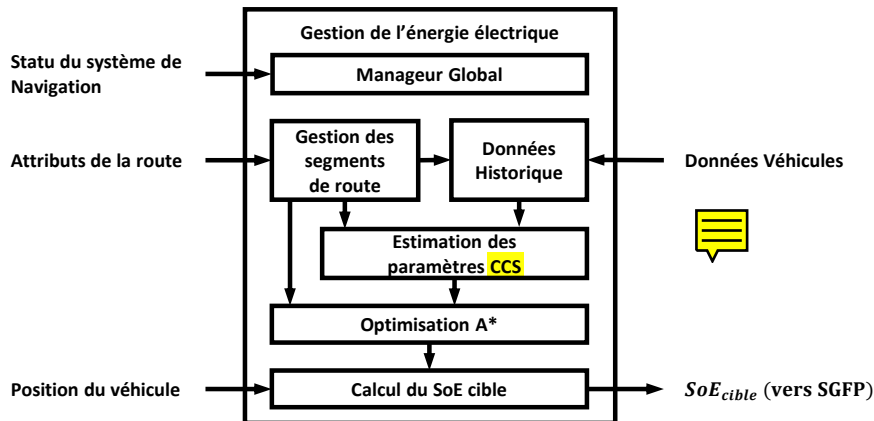 Gestion de l'énergie électrique
Statu du système de
Navigation
Manageur Global
Attributs de la route
Gestion des
segments
de route
Données
Historique
Données Véhicules
Estimation des
paramètres CCS
Optimisation A*
Position du véhicule
Calcul du SoE cible
SoE_cible (vers SGFP)